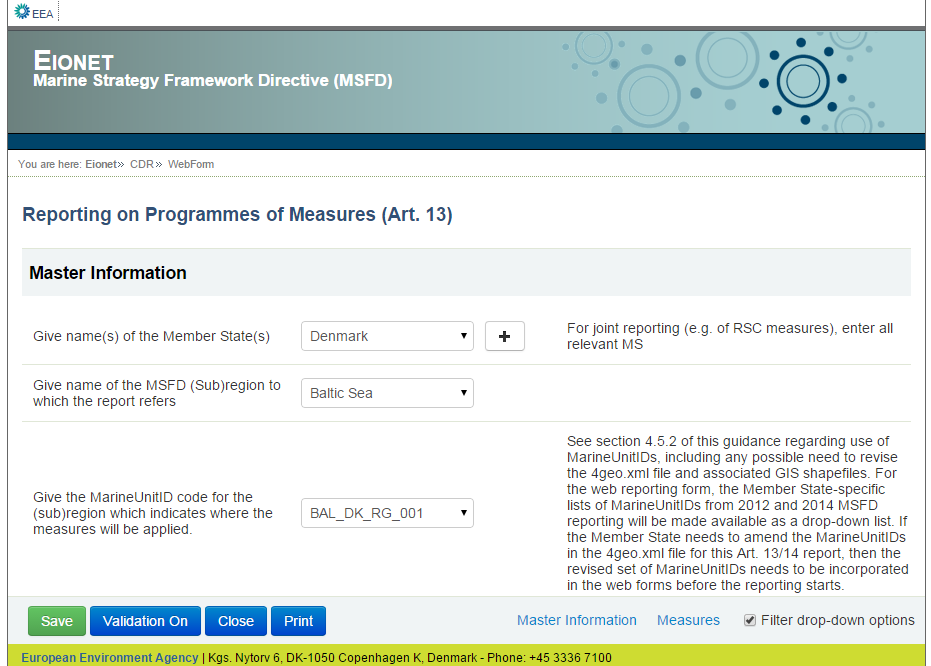 EEA
EIONET
Marine Strategy Framework Directive (MSFD)
You are here: Eionet» CDR» WebForm
Reporting on Programmes of Measures (Art. 13)
Master Information
Give name(s) of the Member State(s)
Denmark
+
For joint reporting (e.g. of RSC measures), enter all
relevant MS
Give name of the MSFD (Sub)region to
which the report refers
Baltic Sea
Give the MarineUnitID code for the
(sub)region which indicates where the
measures will be applied.
BAL_DK_RG_001
See section 4.5.2 of this guidance regarding use of
MarineUnitIDs, including any possible need to revise
the 4geo.xml file and associated GIS shapefiles. For
the web reporting form, the Member State-specific
lists of MarineUnitIDs from 2012 and 2014 MSFD
reporting will be made available as a drop-down list. If
the Member State needs to amend the MarineUnitIDs
in the 4geo.xml file for this Art. 13/14 report, then the
revised set of MarineUnitIDs needs to be incorporated
in the web forms before the reporting starts.
Save Validation On Close Print Master Information Measures Filter drop-down options
European Environment Agency | Kgs. Nytorv 6, DK-1050 Copenhagen K, Denmark - Phone: +45 3336 7100